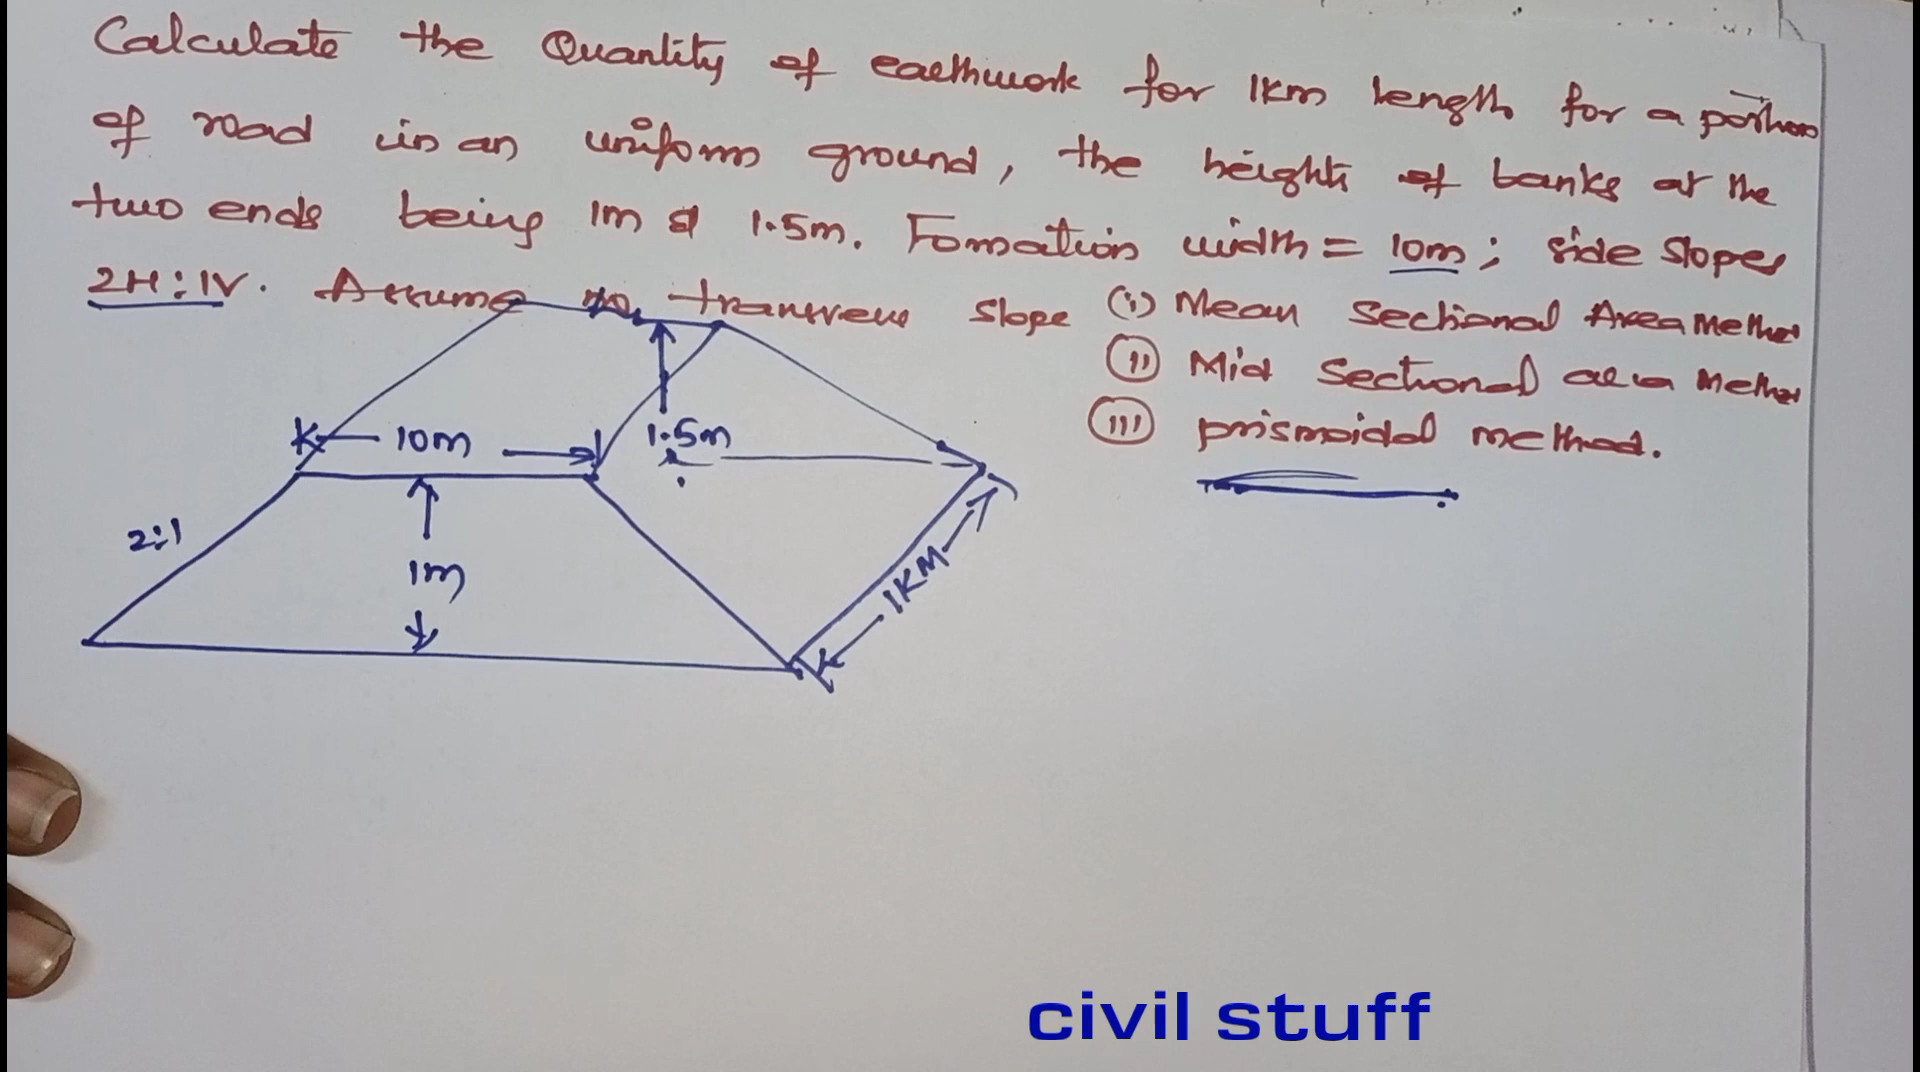 Calculate the Quantity of earthwork for 1km length for a portion
of road in an uniform ground, the heights of banks at the
two ends being 1m & 1.5m. Formation width = 10m; side slopes
2H:1V. Assume no transverse slope (i) Mean Sectional Area Method
(ii) Mid Sectional area Method
(iii) prismoidal method.
10m
1.5m
2:1
1m
1KM
civil stuff